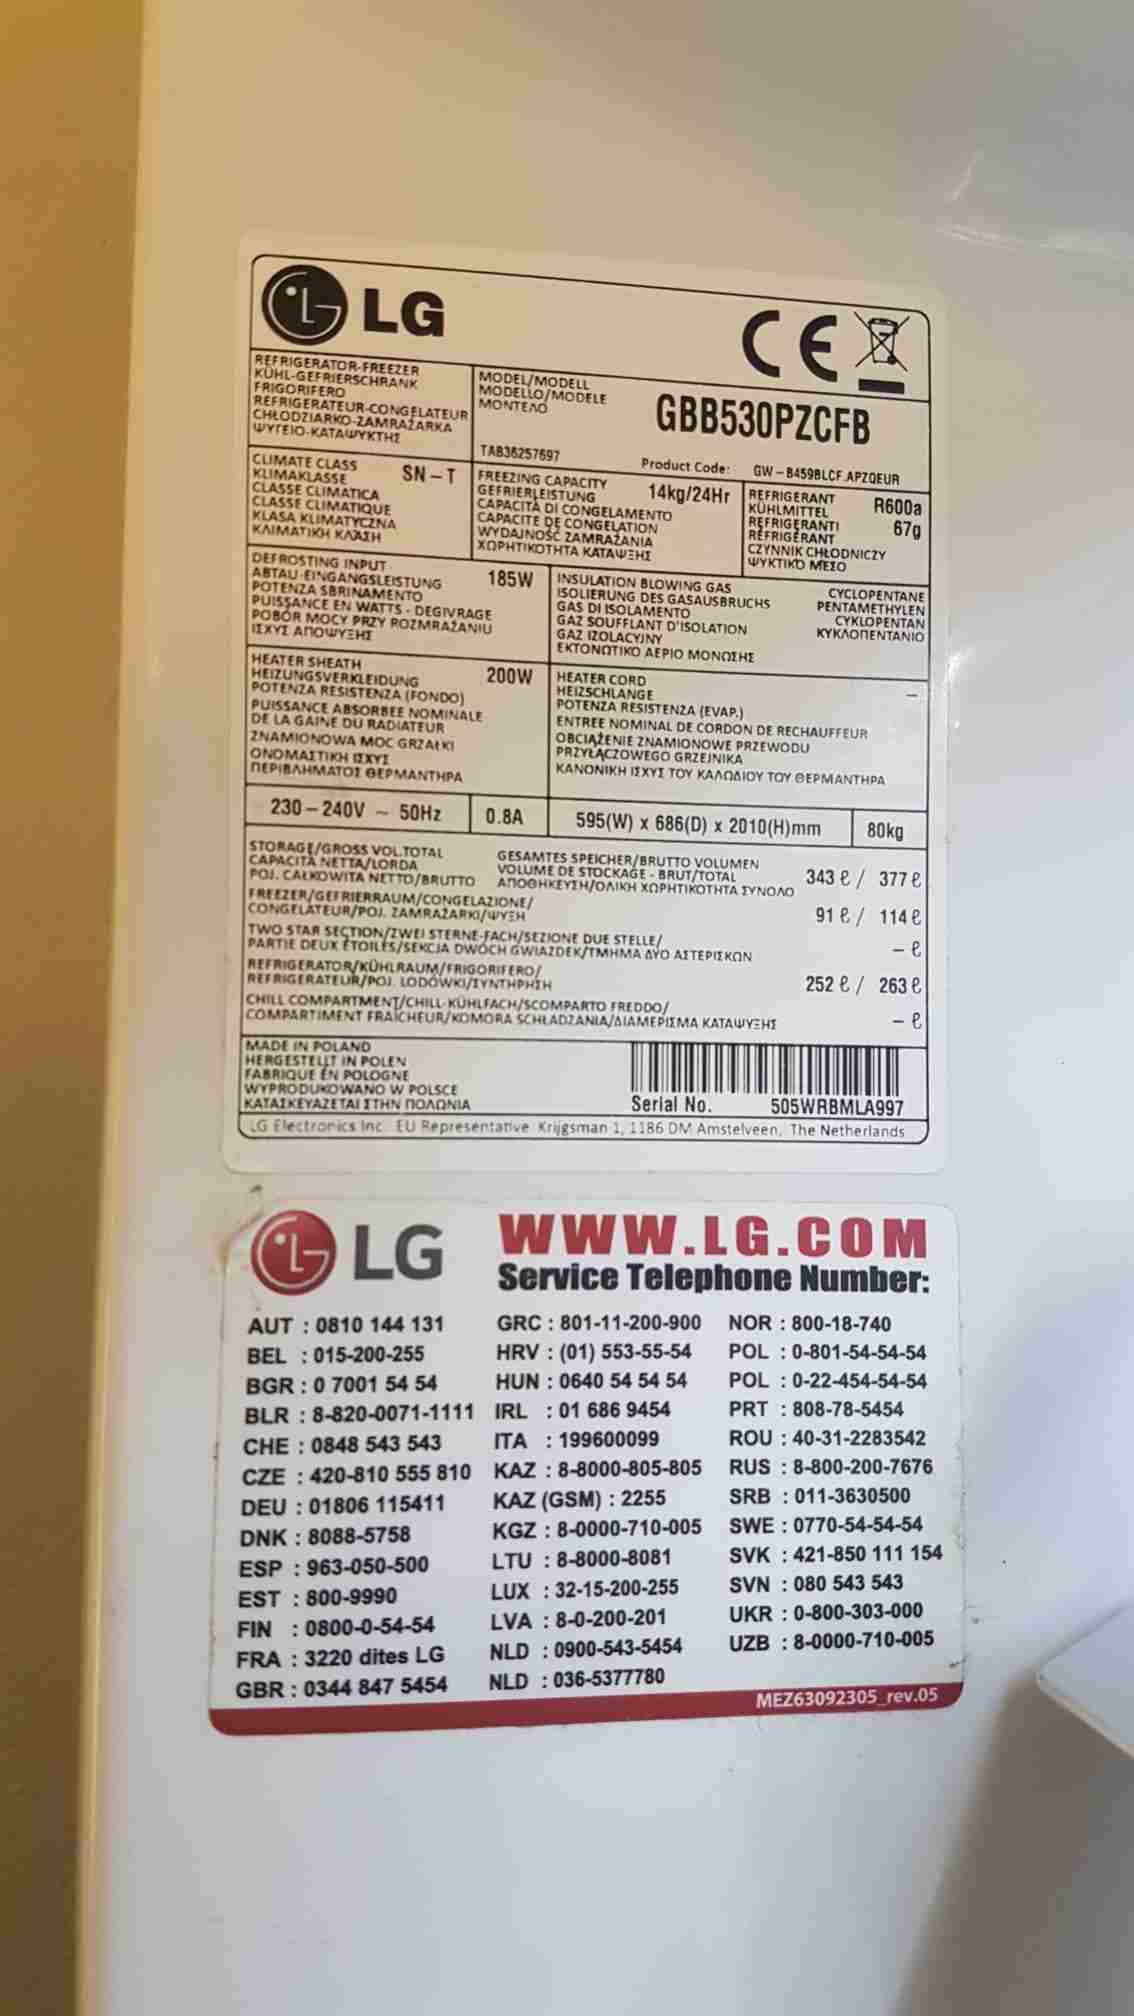 LG
CE
REFRIGERATOR-FREEZER
KÜHL-GEFRIERSCHRANK
FRIGORIFERO
REFRIGERATEUR-CONGELATEUR
CHŁODZIARKO-ZAMRAŻARKA
ΨΥΓΕΙΟ-ΚΑΤΑΨΥΚΤΗΣ
MODEL/MODELL
MODELLO/MODELE
ΜΟΝΤΕΛΟ
GBB530PZCFB
TAB36257697
Product Code: GW-B459BLCF.APZQEUR
CLIMATE CLASS SN-T
KLIMAKLASSE
CLASSE CLIMATICA
CLASSE CLIMATIQUE
KLASA KLIMATYCZNA
ΚΛΙΜΑΤΙΚΗ ΚΛΑΣΗ
FREEZING CAPACITY 14kg/24Hr
GEFRIERLEISTUNG
CAPACITÀ DI CONGELAMENTO
CAPACITE DE CONGELATION
WYDAJNOŚĆ ZAMRAŻANIA
ΧΩΡΗΤΙΚΟΤΗΤΑ ΚΑΤΑΨΞΗΣ
REFRIGERANT R600a
KÜHLMITTEL 67g
REFRIGERANTI
REFRIGERANT
CZYNNIK CHŁODNICZY
ΨΥΚΤΙΚΟ ΜΕΣΟ
DEFROSTING INPUT 185W
ABTAU-EINGANGSLEISTUNG
POTENZA SBRINAMENTO
PUISSANCE EN WATTS - DEGIVRAGE
POBÓR MOCY PRZY ROZMRAŻANIU
ΙΣΧΥΣ ΑΠΟΨΥΞΗΣ
INSULATION BLOWING GAS CYCLOPENTANE
ISOLIERUNG DES GASAUSBRUCHS PENTAMETHYLEN
GAS DI ISOLAMENTO CYKLOPENTAN
GAZ SOUFFLANT D'ISOLATION ΚΥΚΛΟΠΕΝΤΑΝΙΟ
GAZ IZOLACYJNY
ΕΚΤΟΝΩΤΙΚΟ ΑΕΡΙΟ ΜΟΝΩΣΗΣ
HEATER SHEATH 200W
HEIZUNGSVERKLEIDUNG
POTENZA RESISTENZA (FONDO)
PUISSANCE ABSORBEE NOMINALE
DE LA GAINE DU RADIATEUR
ZNAMIONOWA MOC GRZAŁKI
ΟΝΟΜΑΣΤΙΚΗ ΙΣΧΥΣ
ΠΕΡΙΒΛΗΜΑΤΟΣ ΘΕΡΜΑΝΤΗΡΑ
HEATER CORD –
HEIZSCHLANGE
POTENZA RESISTENZA (EVAP.)
ENTREE NOMINAL DE CORDON DE RECHAUFFEUR
OBCIĄŻENIE ZNAMIONOWE PRZEWODU
PRZYŁĄCZOWEGO GRZEJNIKA
ΚΑΝΟΝΙΚΗ ΙΣΧΥΣ ΤΟΥ ΚΑΛΩΔΙΟΥ ΤΟΥ ΘΕΡΜΑΝΤΗΡΑ
230-240V ~ 50Hz 0.8A 595(W) x 686(D) x 2010(H)mm 80kg
STORAGE/GROSS VOL.TOTAL GESAMTES SPEICHER/BRUTTO VOLUMEN
CAPACITÀ NETTA/LORDA VOLUME DE STOCKAGE - BRUT/TOTAL 343 ℓ / 377 ℓ
POJ. CAŁKOWITA NETTO/BRUTTO ΑΠΟΘΗΚΕΥΣΗ/ΟΛΙΚΗ ΧΩΡΗΤΙΚΟΤΗΤΑ ΣΥΝΟΛΟ
FREEZER/GEFRIERRAUM/CONGELAZIONE/
CONGELATEUR/POJ. ZAMRAŻARKI/ΨΥΞΗ 91 ℓ / 114 ℓ
TWO STAR SECTION/ZWEI STERNE-FACH/SEZIONE DUE STELLE/
PARTIE DEUX ÉTOILES/SEKCJA DWÓCH GWIAZDEK/ΤΜΗΜΑ ΔΥΟ ΑΣΤΕΡΙΣΚΩΝ – ℓ
REFRIGERATOR/KÜHLRAUM/FRIGORIFERO/
REFRIGERATEUR/POJ. LODÓWKI/ΣΥΝΤΗΡΗΣΗ 252 ℓ / 263 ℓ
CHILL COMPARTMENT/CHILL-KÜHLFACH/SCOMPARTO FREDDO/
COMPARTIMENT FRAICHEUR/KOMORA SCHŁADZANIA/ΔΙΑΜΕΡΙΣΜΑ ΚΑΤΑΨΥΞΗΣ – ℓ
MADE IN POLAND
HERGESTELLT IN POLEN
FABRIQUE EN POLOGNE
WYPRODUKOWANO W POLSCE
ΚΑΤΑΣΚΕΥΑΖΕΤΑΙ ΣΤΗΝ ΠΟΛΩΝΙΑ
Serial No. 505WRBMLA997
LG Electronics Inc. EU Representative Krijgsman 1, 1186 DM Amstelveen, The Netherlands
LG
WWW.LG.COM
Service Telephone Number:
AUT : 0810 144 131
BEL : 015-200-255
BGR : 0 7001 54 54
BLR : 8-820-0071-1111
CHE : 0848 543 543
CZE : 420-810 555 810
DEU : 01806 115411
DNK : 8088-5758
ESP : 963-050-500
EST : 800-9990
FIN : 0800-0-54-54
FRA : 3220 dites LG
GBR : 0344 847 5454
GRC : 801-11-200-900
HRV : (01) 553-55-54
HUN : 0640 54 54 54
IRL : 01 686 9454
ITA : 199600099
KAZ : 8-8000-805-805
KAZ (GSM) : 2255
KGZ : 8-0000-710-005
LTU : 8-8000-8081
LUX : 32-15-200-255
LVA : 8-0-200-201
NLD : 0900-543-5454
NLD : 036-5377780
NOR : 800-18-740
POL : 0-801-54-54-54
POL : 0-22-454-54-54
PRT : 808-78-5454
ROU : 40-31-2283542
RUS : 8-800-200-7676
SRB : 011-3630500
SWE : 0770-54-54-54
SVK : 421-850 111 154
SVN : 080 543 543
UKR : 0-800-303-000
UZB : 8-0000-710-005
MEZ63092305_rev.05